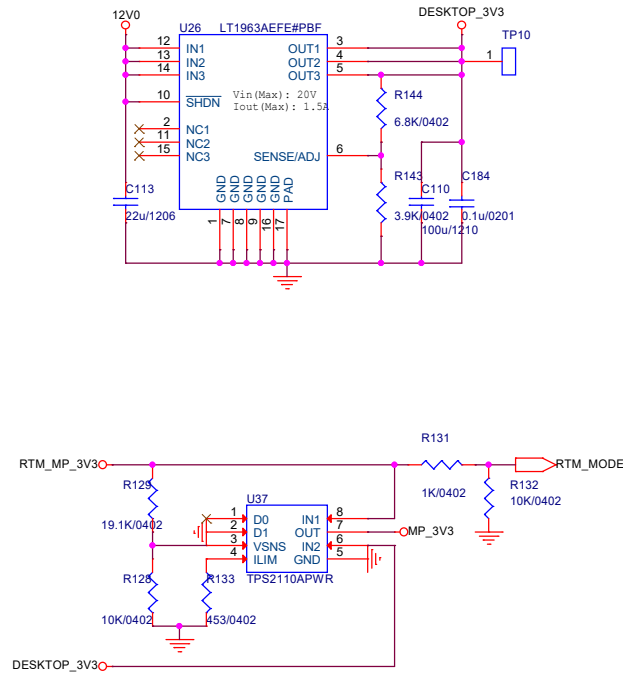 12V0
DESKTOP_3V3
U26 LT1963AEFE#PBF
TP10
12 IN1 OUT1 3
13 IN2 OUT2 4 1
14 IN3 OUT3 5
10 SHDN Vin(Max): 20V
Iout(Max): 1.5A
R144
6.8K/0402
2 NC1
11 NC2
15 NC3 SENSE/ADJ 6
R143 C110 C184
C113
22u/1206
GND GND GND GND GND PAD
1 7 8 9 16 17
3.9K/0402 0.1u/0201
100u/1210
R131
RTM_MP_3V3 RTM_MODE
R129 R132
1K/0402 10K/0402
U37
19.1K/0402
1 D0 IN1 8
2 D1 OUT 7 MP_3V3
3 VSNS IN2 6
4 ILIM GND 5
R128 R133 TPS2110APWR
10K/0402 453/0402
DESKTOP_3V3